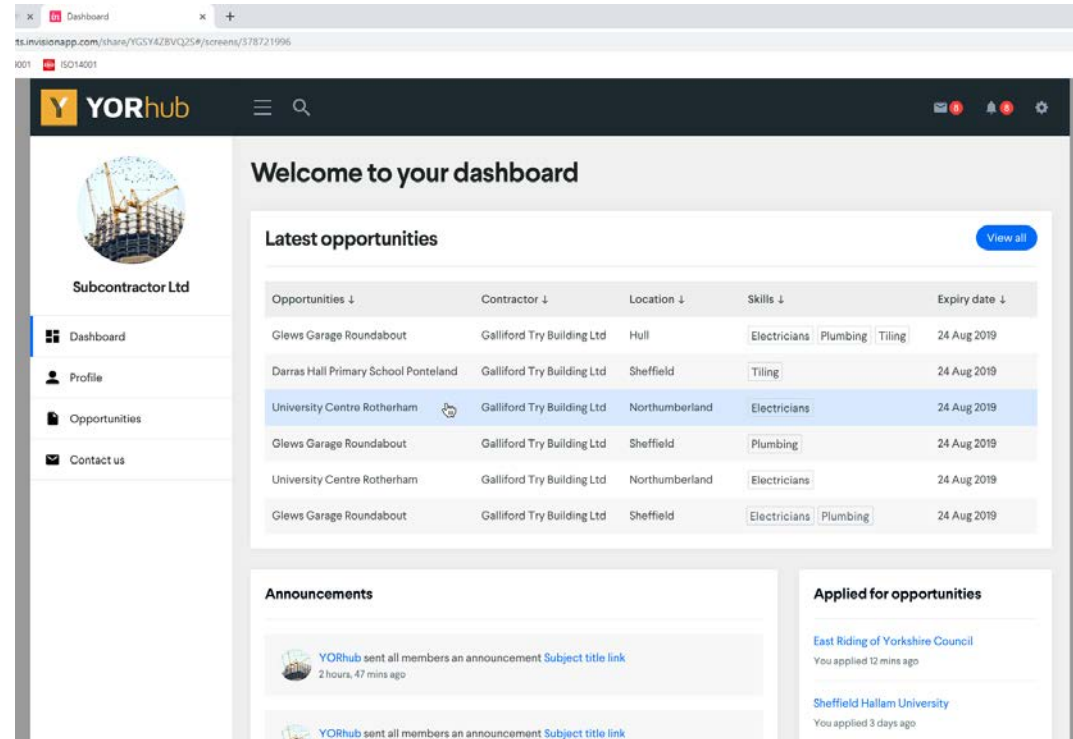 Dashboard
ts.invisionapp.com/share/YGSY4ZBVQ2S#/screens/378721996
ISO14001
Y YORhub
8 8
Welcome to your dashboard
Subcontractor Ltd
Dashboard
Profile
Opportunities
Contact us
Latest opportunities View all
Opportunities ↓ Contractor ↓ Location ↓ Skills ↓ Expiry date ↓
Glews Garage Roundabout Galliford Try Building Ltd Hull Electricians Plumbing Tiling 24 Aug 2019
Darras Hall Primary School Ponteland Galliford Try Building Ltd Sheffield Tiling 24 Aug 2019
University Centre Rotherham Galliford Try Building Ltd Northumberland Electricians 24 Aug 2019
Glews Garage Roundabout Galliford Try Building Ltd Sheffield Plumbing 24 Aug 2019
University Centre Rotherham Galliford Try Building Ltd Northumberland Electricians 24 Aug 2019
Glews Garage Roundabout Galliford Try Building Ltd Sheffield Electricians Plumbing 24 Aug 2019
Announcements
YORhub sent all members an announcement Subject title link
2 hours, 47 mins ago
YORhub sent all members an announcement Subject title link
Applied for opportunities
East Riding of Yorkshire Council
You applied 12 mins ago
Sheffield Hallam University
You applied 3 days ago